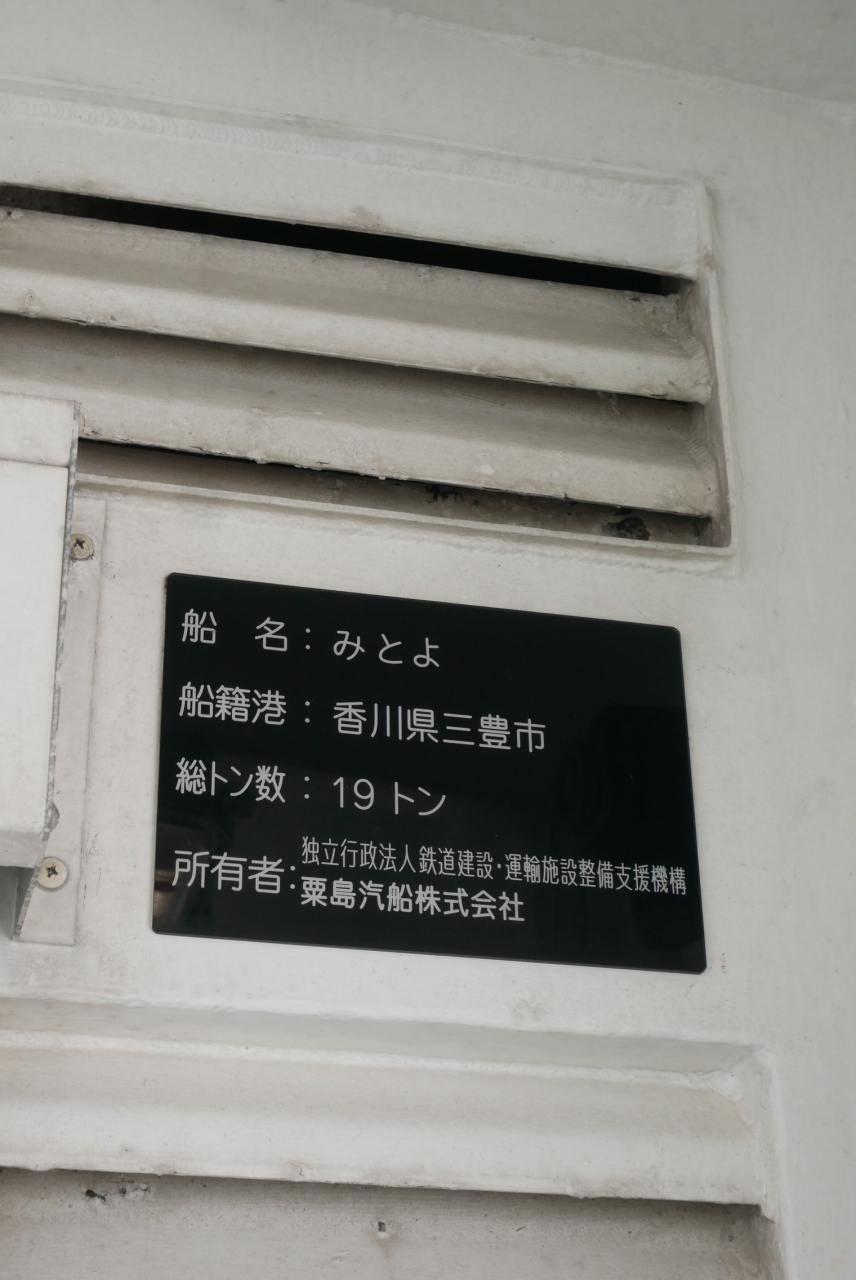 船　名：みとよ
船籍港：香川県三豊市
総トン数：19トン
所有者：独立行政法人鉄道建設・運輸施設整備支援機構
粟島汽船株式会社